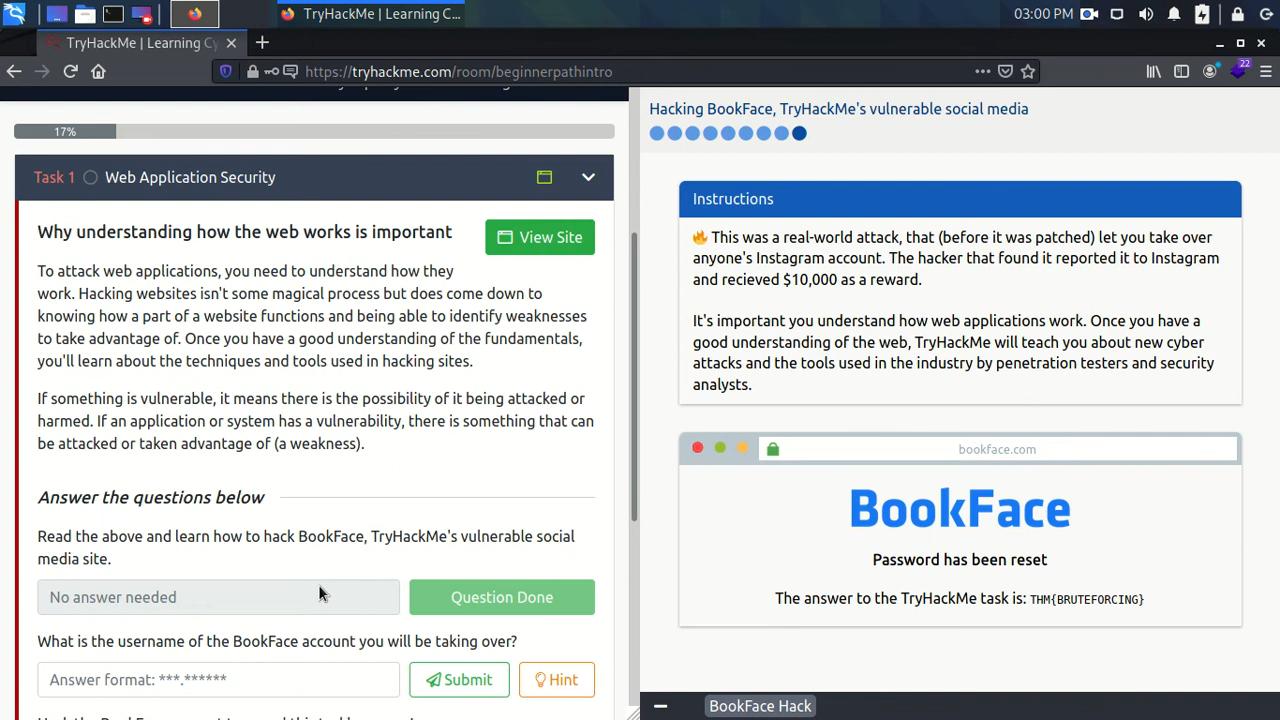 TryHackMe | Learning C...
03:00 PM
TryHackMe | Learning Cy
https://tryhackme.com/room/beginnerpathintro
22
17%
Task 1 Web Application Security
Why understanding how the web works is important
View Site
To attack web applications, you need to understand how they
work. Hacking websites isn't some magical process but does come down to
knowing how a part of a website functions and being able to identify weaknesses
to take advantage of. Once you have a good understanding of the fundamentals,
you'll learn about the techniques and tools used in hacking sites.
If something is vulnerable, it means there is the possibility of it being attacked or
harmed. If an application or system has a vulnerability, there is something that can
be attacked or taken advantage of (a weakness).
Answer the questions below
Read the above and learn how to hack BookFace, TryHackMe's vulnerable social
media site.
No answer needed
Question Done
What is the username of the BookFace account you will be taking over?
Answer format: ***.******
Submit
Hint
Hacking BookFace, TryHackMe's vulnerable social media
Instructions
🔥 This was a real-world attack, that (before it was patched) let you take over
anyone's Instagram account. The hacker that found it reported it to Instagram
and recieved $10,000 as a reward.
It's important you understand how web applications work. Once you have a
good understanding of the web, TryHackMe will teach you about new cyber
attacks and the tools used in the industry by penetration testers and security
analysts.
bookface.com
BookFace
Password has been reset
The answer to the TryHackMe task is: THM{BRUTEFORCING}
BookFace Hack